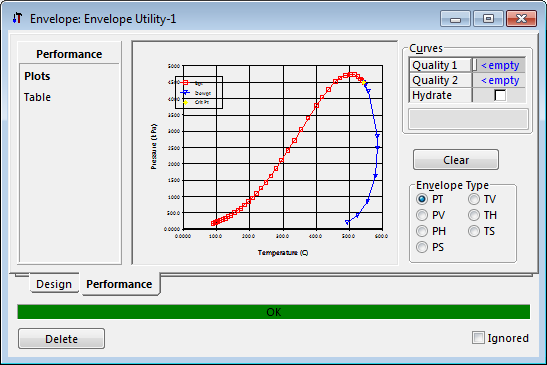 Envelope: Envelope Utility-1
Performance
Plots
Table
5000
4500
4000
3500
3000
2500
2000
1500
1000
500.0
0.0000
Pressure (kPa)
Bpt
Dewpt
Crit Pt
0.0000 100.0 200.0 300.0 400.0 500.0 600.0
Temperature (C)
Curves
Quality 1 < empty
Quality 2 < empty
Hydrate
Clear
Envelope Type
PT TV
PV TH
PH TS
PS
Design Performance
OK
Delete
Ignored